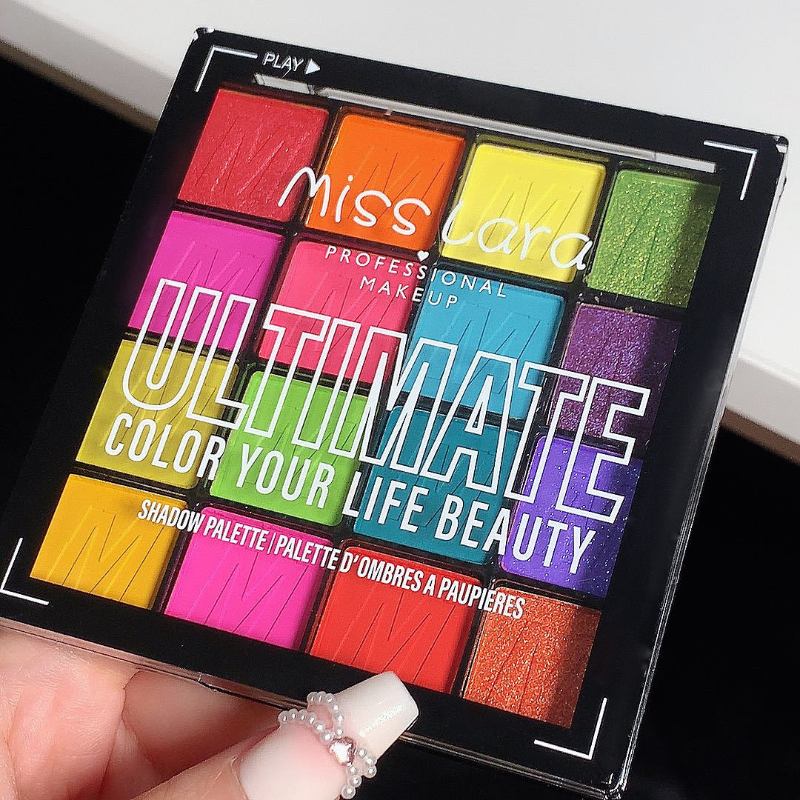 PLAY
Miss Lara
PROFESSIONAL
MAKEUP
ULTIMATE
COLOR YOUR LIFE BEAUTY
SHADOW PALETTE | PALETTE D'OMBRES A PAUPIERES